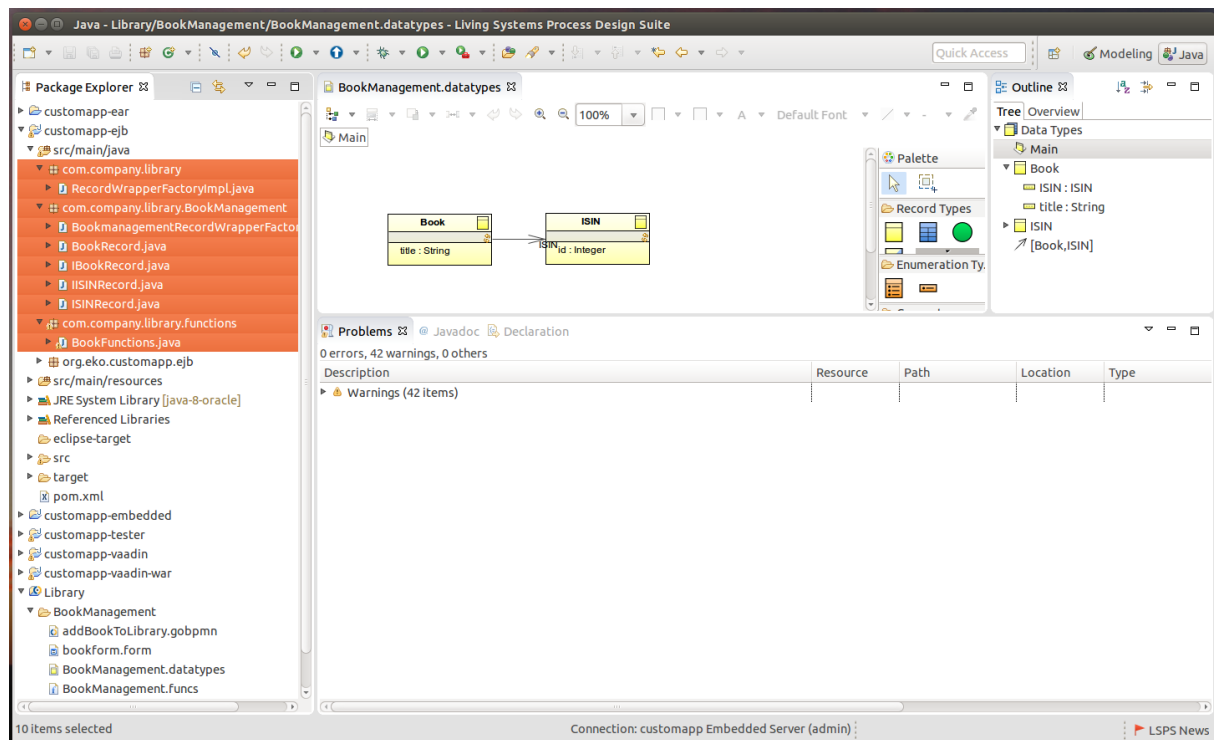 Java - Library/BookManagement/BookManagement.datatypes - Living Systems Process Design Suite
Quick Access
Modeling
Java
Package Explorer
customapp-ear
customapp-ejb
src/main/java
com.company.library
RecordWrapperFactoryImpl.java
com.company.library.BookManagement
BookmanagementRecordWrapperFactor
BookRecord.java
IBookRecord.java
IISINRecord.java
ISINRecord.java
com.company.library.functions
BookFunctions.java
org.eko.customapp.ejb
src/main/resources
JRE System Library [java-8-oracle]
Referenced Libraries
eclipse-target
src
target
pom.xml
customapp-embedded
customapp-tester
customapp-vaadin
customapp-vaadin-war
Library
BookManagement
addBookToLibrary.gobpmn
bookform.form
BookManagement.datatypes
BookManagement.funcs
BookManagement.datatypes
100%
A
Default Font
Main
Book
title : String
ISIN
ISIN
id : Integer
Palette
Record Types
Enumeration Ty.
Outline
Tree Overview
Data Types
Main
Book
ISIN : ISIN
title : String
ISIN
[Book,ISIN]
Problems
@ Javadoc
Declaration
0 errors, 42 warnings, 0 others
Description Resource Path Location Type
Warnings (42 items)
10 items selected
Connection: customapp Embedded Server (admin)
LSPS News